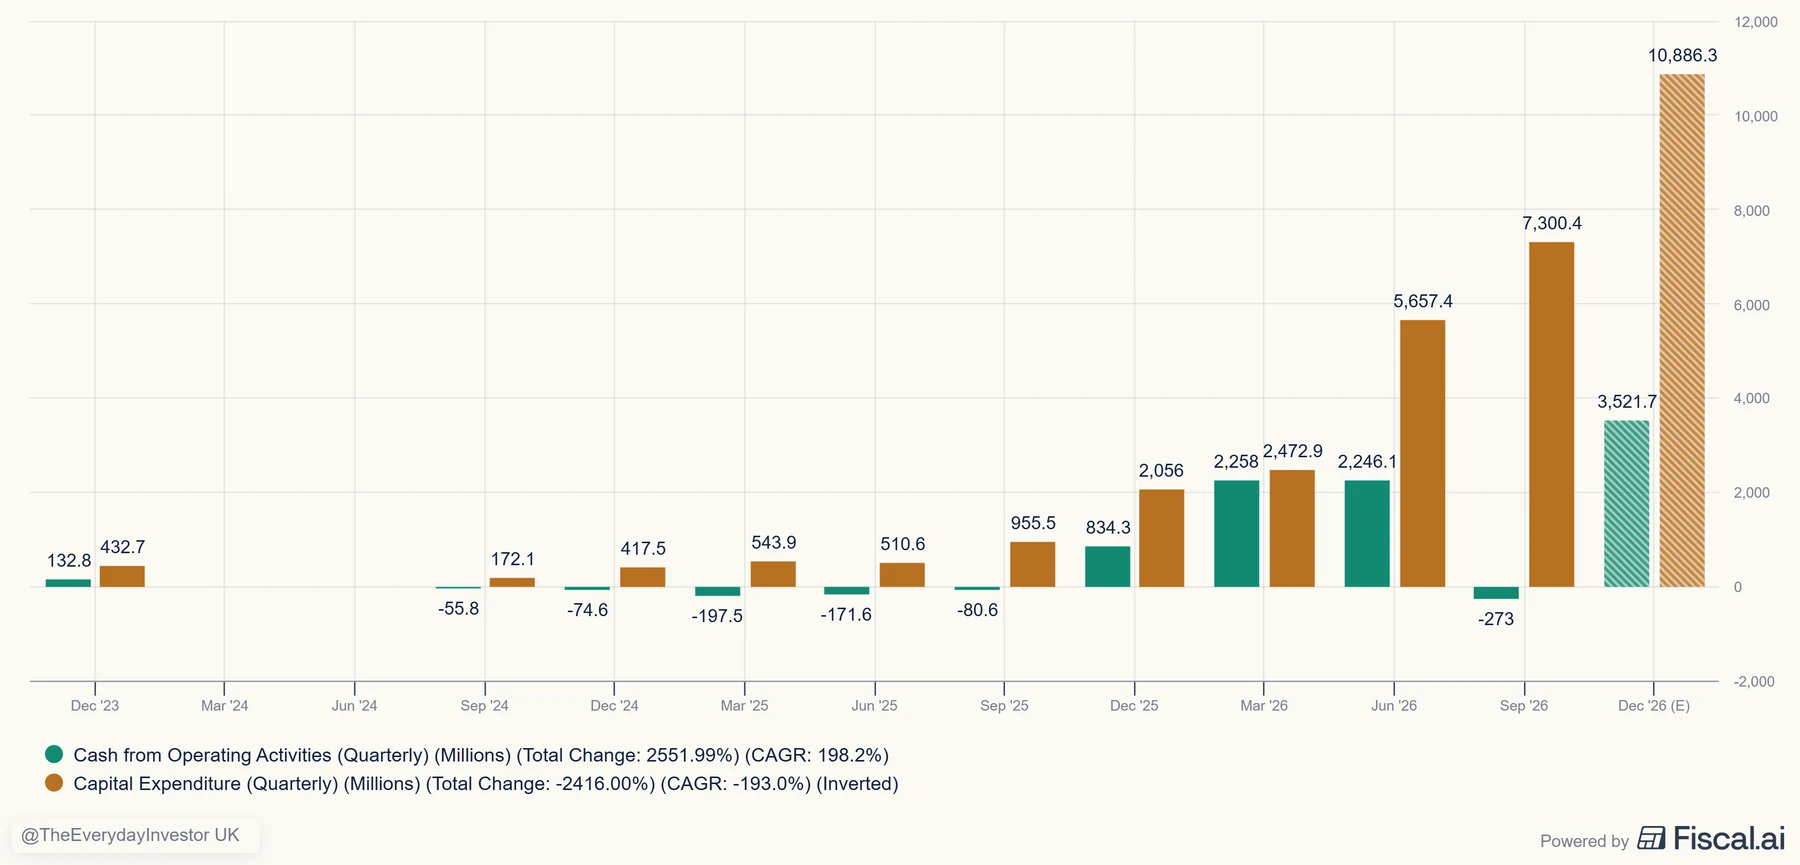 12,000
10,886.3
10,000
8,000
7,300.4
6,000
5,657.4
4,000
3,521.7
2,258 2,472.9 2,246.1
2,056
2,000
132.8 432.7 172.1 417.5 543.9 510.6 955.5 834.3
0
-55.8 -74.6 -197.5 -171.6 -80.6 -273
-2,000
Dec '23 Mar '24 Jun '24 Sep '24 Dec '24 Mar '25 Jun '25 Sep '25 Dec '25 Mar '26 Jun '26 Sep '26 Dec '26 (E)
Cash from Operating Activities (Quarterly) (Millions) (Total Change: 2551.99%) (CAGR: 198.2%)
Capital Expenditure (Quarterly) (Millions) (Total Change: -2416.00%) (CAGR: -193.0%) (Inverted)
@TheEverydayInvestor UK
Powered by Fiscal.ai